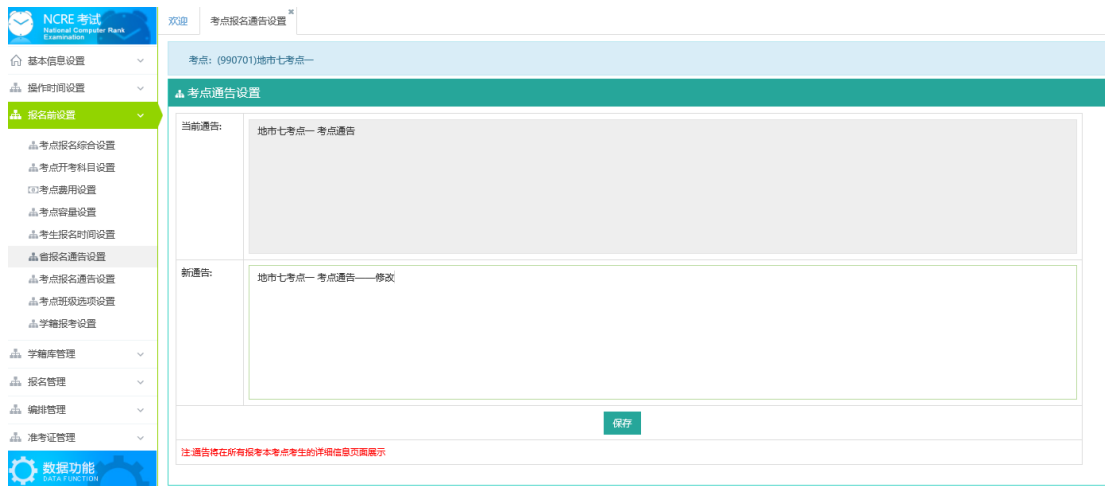 NCRE 考试
National Computer Rank
Examination
欢迎
考点报名通告设置
基本信息设置
操作时间设置
报名前设置
考点报名综合设置
考点开考科目设置
考点费用设置
考点容量设置
考生报名时间设置
省报名通告设置
考点报名通告设置
考点班级选项设置
学籍报考设置
学籍库管理
报名管理
编排管理
准考证管理
数据功能
DATA FUNCTION
考点：(990701)地市七考点一
考点通告设置
当前通告:
地市七考点一 考点通告
新通告:
地市七考点一 考点通告——修改
保存
注:通告将在所有报考本考点考生的详细信息页面展示